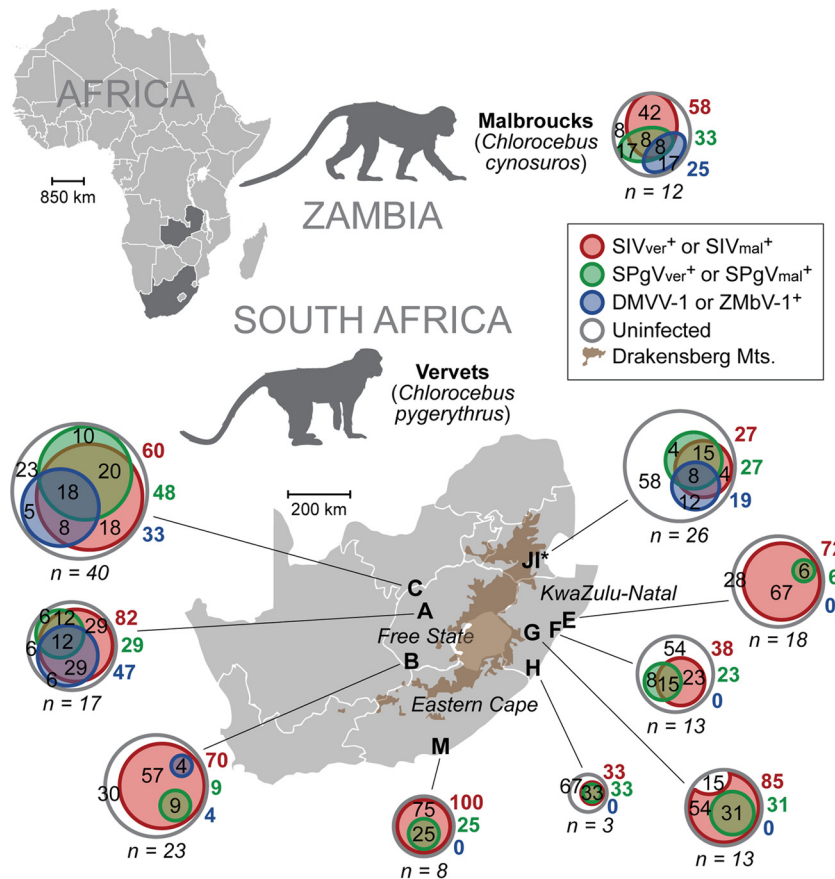 AFRICA
850 km
Malbroucks
(Chlorocebus
cynosuros)
ZAMBIA
42
8
8
8
17
17
58
33
25
n = 12
SIVver+ or SIVmal+
SPgVver+ or SPgVmal+
DMVV-1 or ZMbV-1+
Uninfected
Drakensberg Mts.
SOUTH AFRICA
Vervets
(Chlorocebus
pygerythrus)
10
23
20
18
5
8
18
60
48
33
n = 40
200 km
4
15
8
4
58
12
27
27
19
n = 26
C
A
B
M
JI*
KwaZulu-Natal
E
F
G
H
Free State
Eastern Cape
6
12
29
12
6
29
6
82
29
47
n = 17
6
28
67
72
6
0
n = 18
54
8
15
23
38
23
0
n = 13
57
4
30
9
70
9
4
n = 23
75
25
100
25
0
n = 8
67
33
33
33
0
n = 3
15
54
31
85
31
0
n = 13